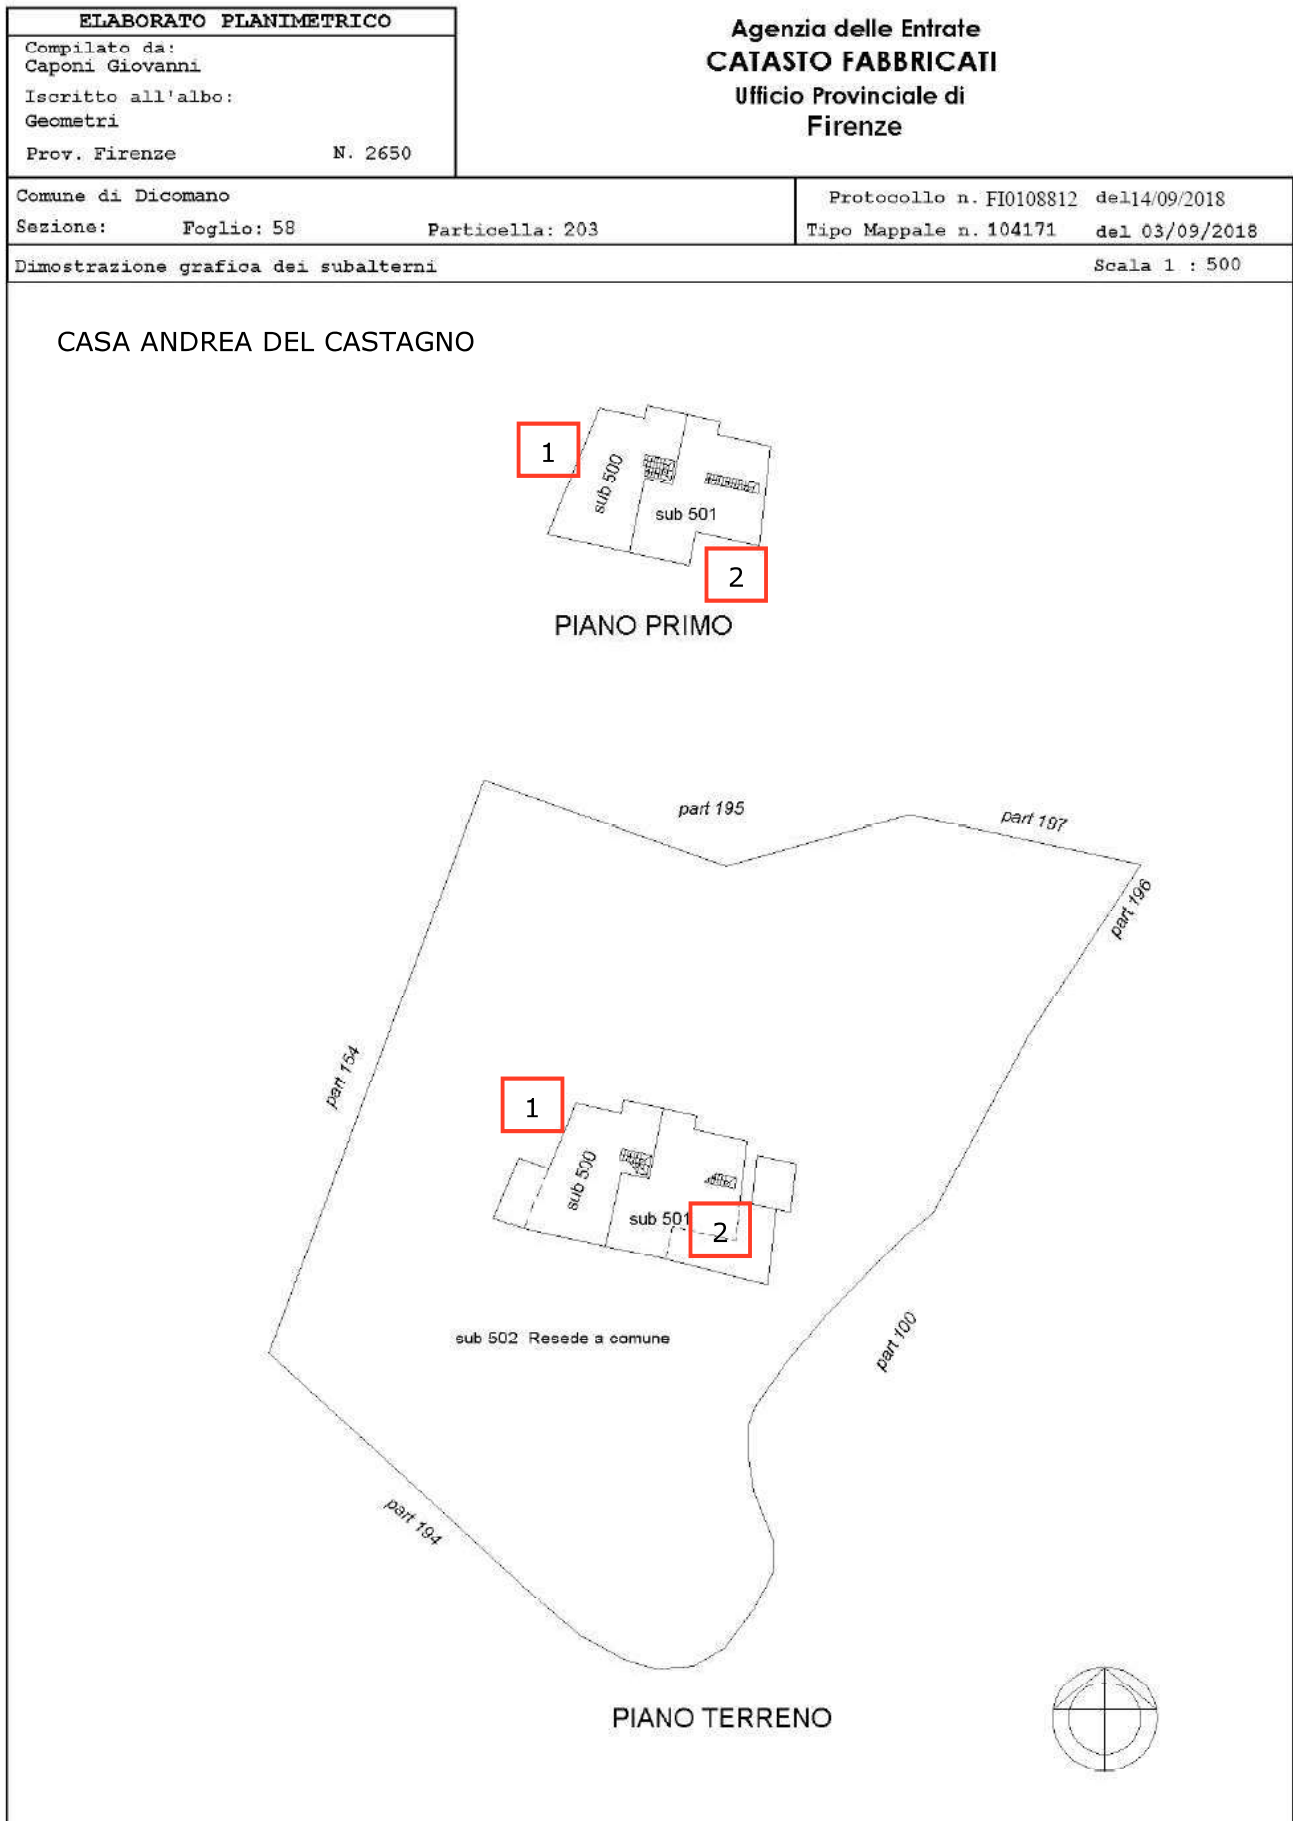 ELABORATO PLANIMETRICO
Compilato da:
Caponi Giovanni
Iscritto all'albo:
Geometri
Prov. Firenze N. 2650
Agenzia delle Entrate
CATASTO FABBRICATI
Ufficio Provinciale di
Firenze
Comune di Dicomano
Sezione: Foglio: 58 Particella: 203
Protocollo n. FI0108812 del14/09/2018
Tipo Mappale n. 104171 del 03/09/2018
Dimostrazione grafica dei subalterni Scala 1 : 500
CASA ANDREA DEL CASTAGNO
1
sub 500
sub 501
2
PIANO PRIMO
part 195
part 197
part 196
part 154
1
sub 500
sub 501
2
sub 502 Resede a comune
part 100
part 194
PIANO TERRENO